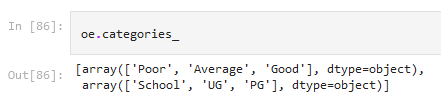 In [86]: oe.categories_
Out[86]: [array(['Poor', 'Average', 'Good'], dtype=object),
array(['School', 'UG', 'PG'], dtype=object)]